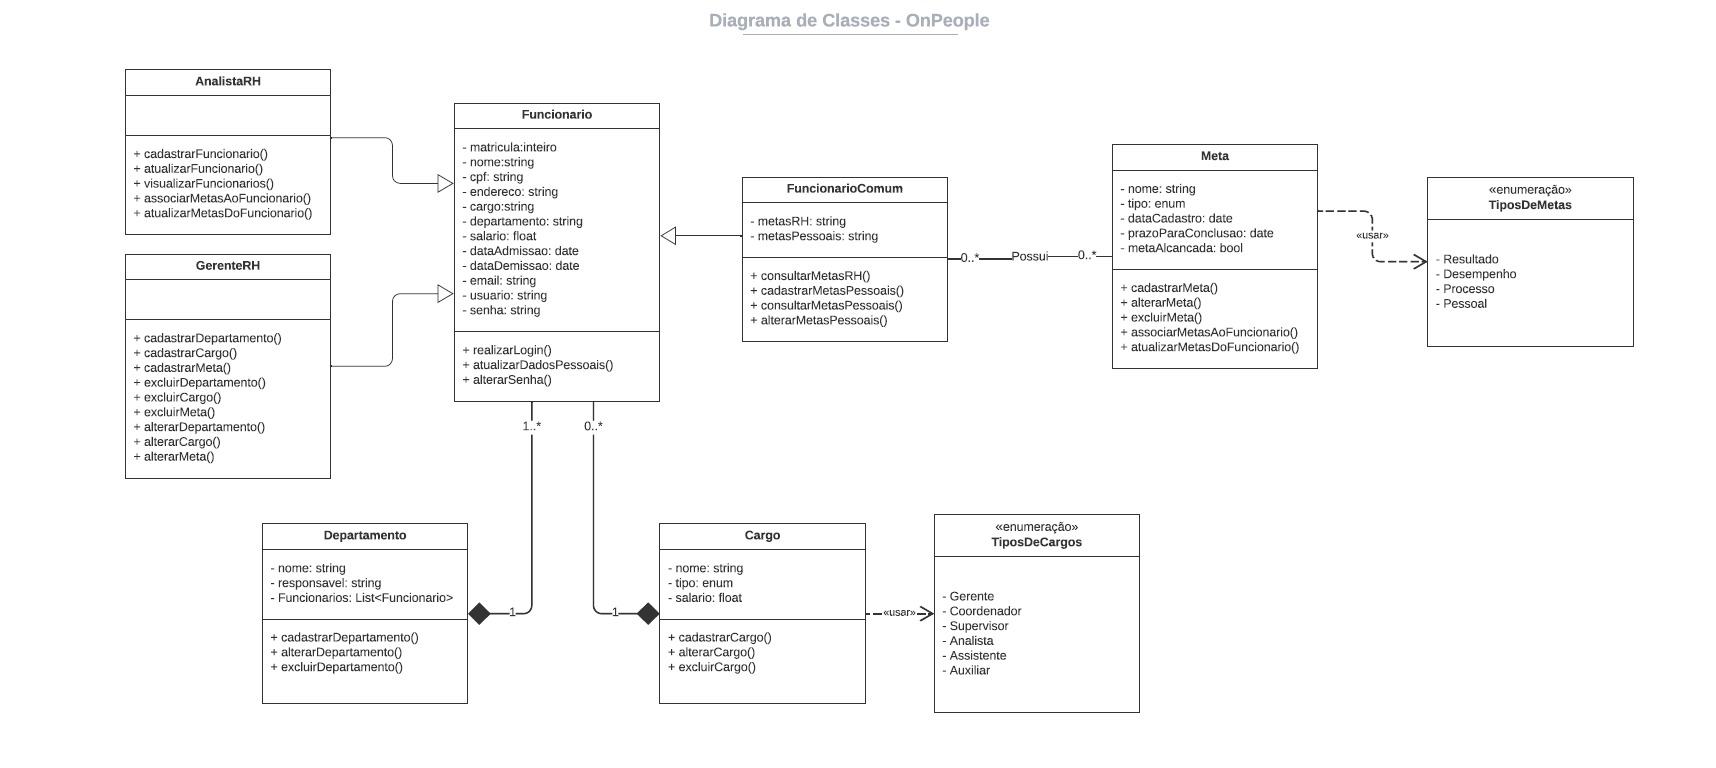 Diagrama de Classes - OnPeople
AnalistaRH
+ cadastrarFuncionario()
+ atualizarFuncionario()
+ visualizarFuncionarios()
+ associarMetasAoFuncionario()
+ atualizarMetasDoFuncionario()
GerenteRH
+ cadastrarDepartamento()
+ cadastrarCargo()
+ cadastrarMeta()
+ excluirDepartamento()
+ excluirCargo()
+ excluirMeta()
+ alterarDepartamento()
+ alterarCargo()
+ alterarMeta()
Funcionario
- matricula:inteiro
- nome:string
- cpf: string
- endereco: string
- cargo:string
- departamento: string
- salario: float
- dataAdmissao: date
- dataDemissao: date
- email: string
- usuario: string
- senha: string
+ realizarLogin()
+ atualizarDadosPessoais()
+ alterarSenha()
FuncionarioComum
- metasRH: string
- metasPessoais: string
+ consultarMetasRH()
+ cadastrarMetasPessoais()
+ consultarMetasPessoais()
+ alterarMetasPessoais()
0..*
Possui
0..*
Meta
- nome: string
- tipo: enum
- dataCadastro: date
- prazoParaConclusao: date
- metaAlcancada: bool
+ cadastrarMeta()
+ alterarMeta()
+ excluirMeta()
+ associarMetasAoFuncionario()
+ atualizarMetasDoFuncionario()
«usar»
«enumeração»
TiposDeMetas
- Resultado
- Desempenho
- Processo
- Pessoal
1..*
0..*
Departamento
- nome: string
- responsavel: string
- Funcionarios: List<Funcionario>
+ cadastrarDepartamento()
+ alterarDepartamento()
+ excluirDepartamento()
1
1
Cargo
- nome: string
- tipo: enum
- salario: float
+ cadastrarCargo()
+ alterarCargo()
+ excluirCargo()
«usar»
«enumeração»
TiposDeCargos
- Gerente
- Coordenador
- Supervisor
- Analista
- Assistente
- Auxiliar